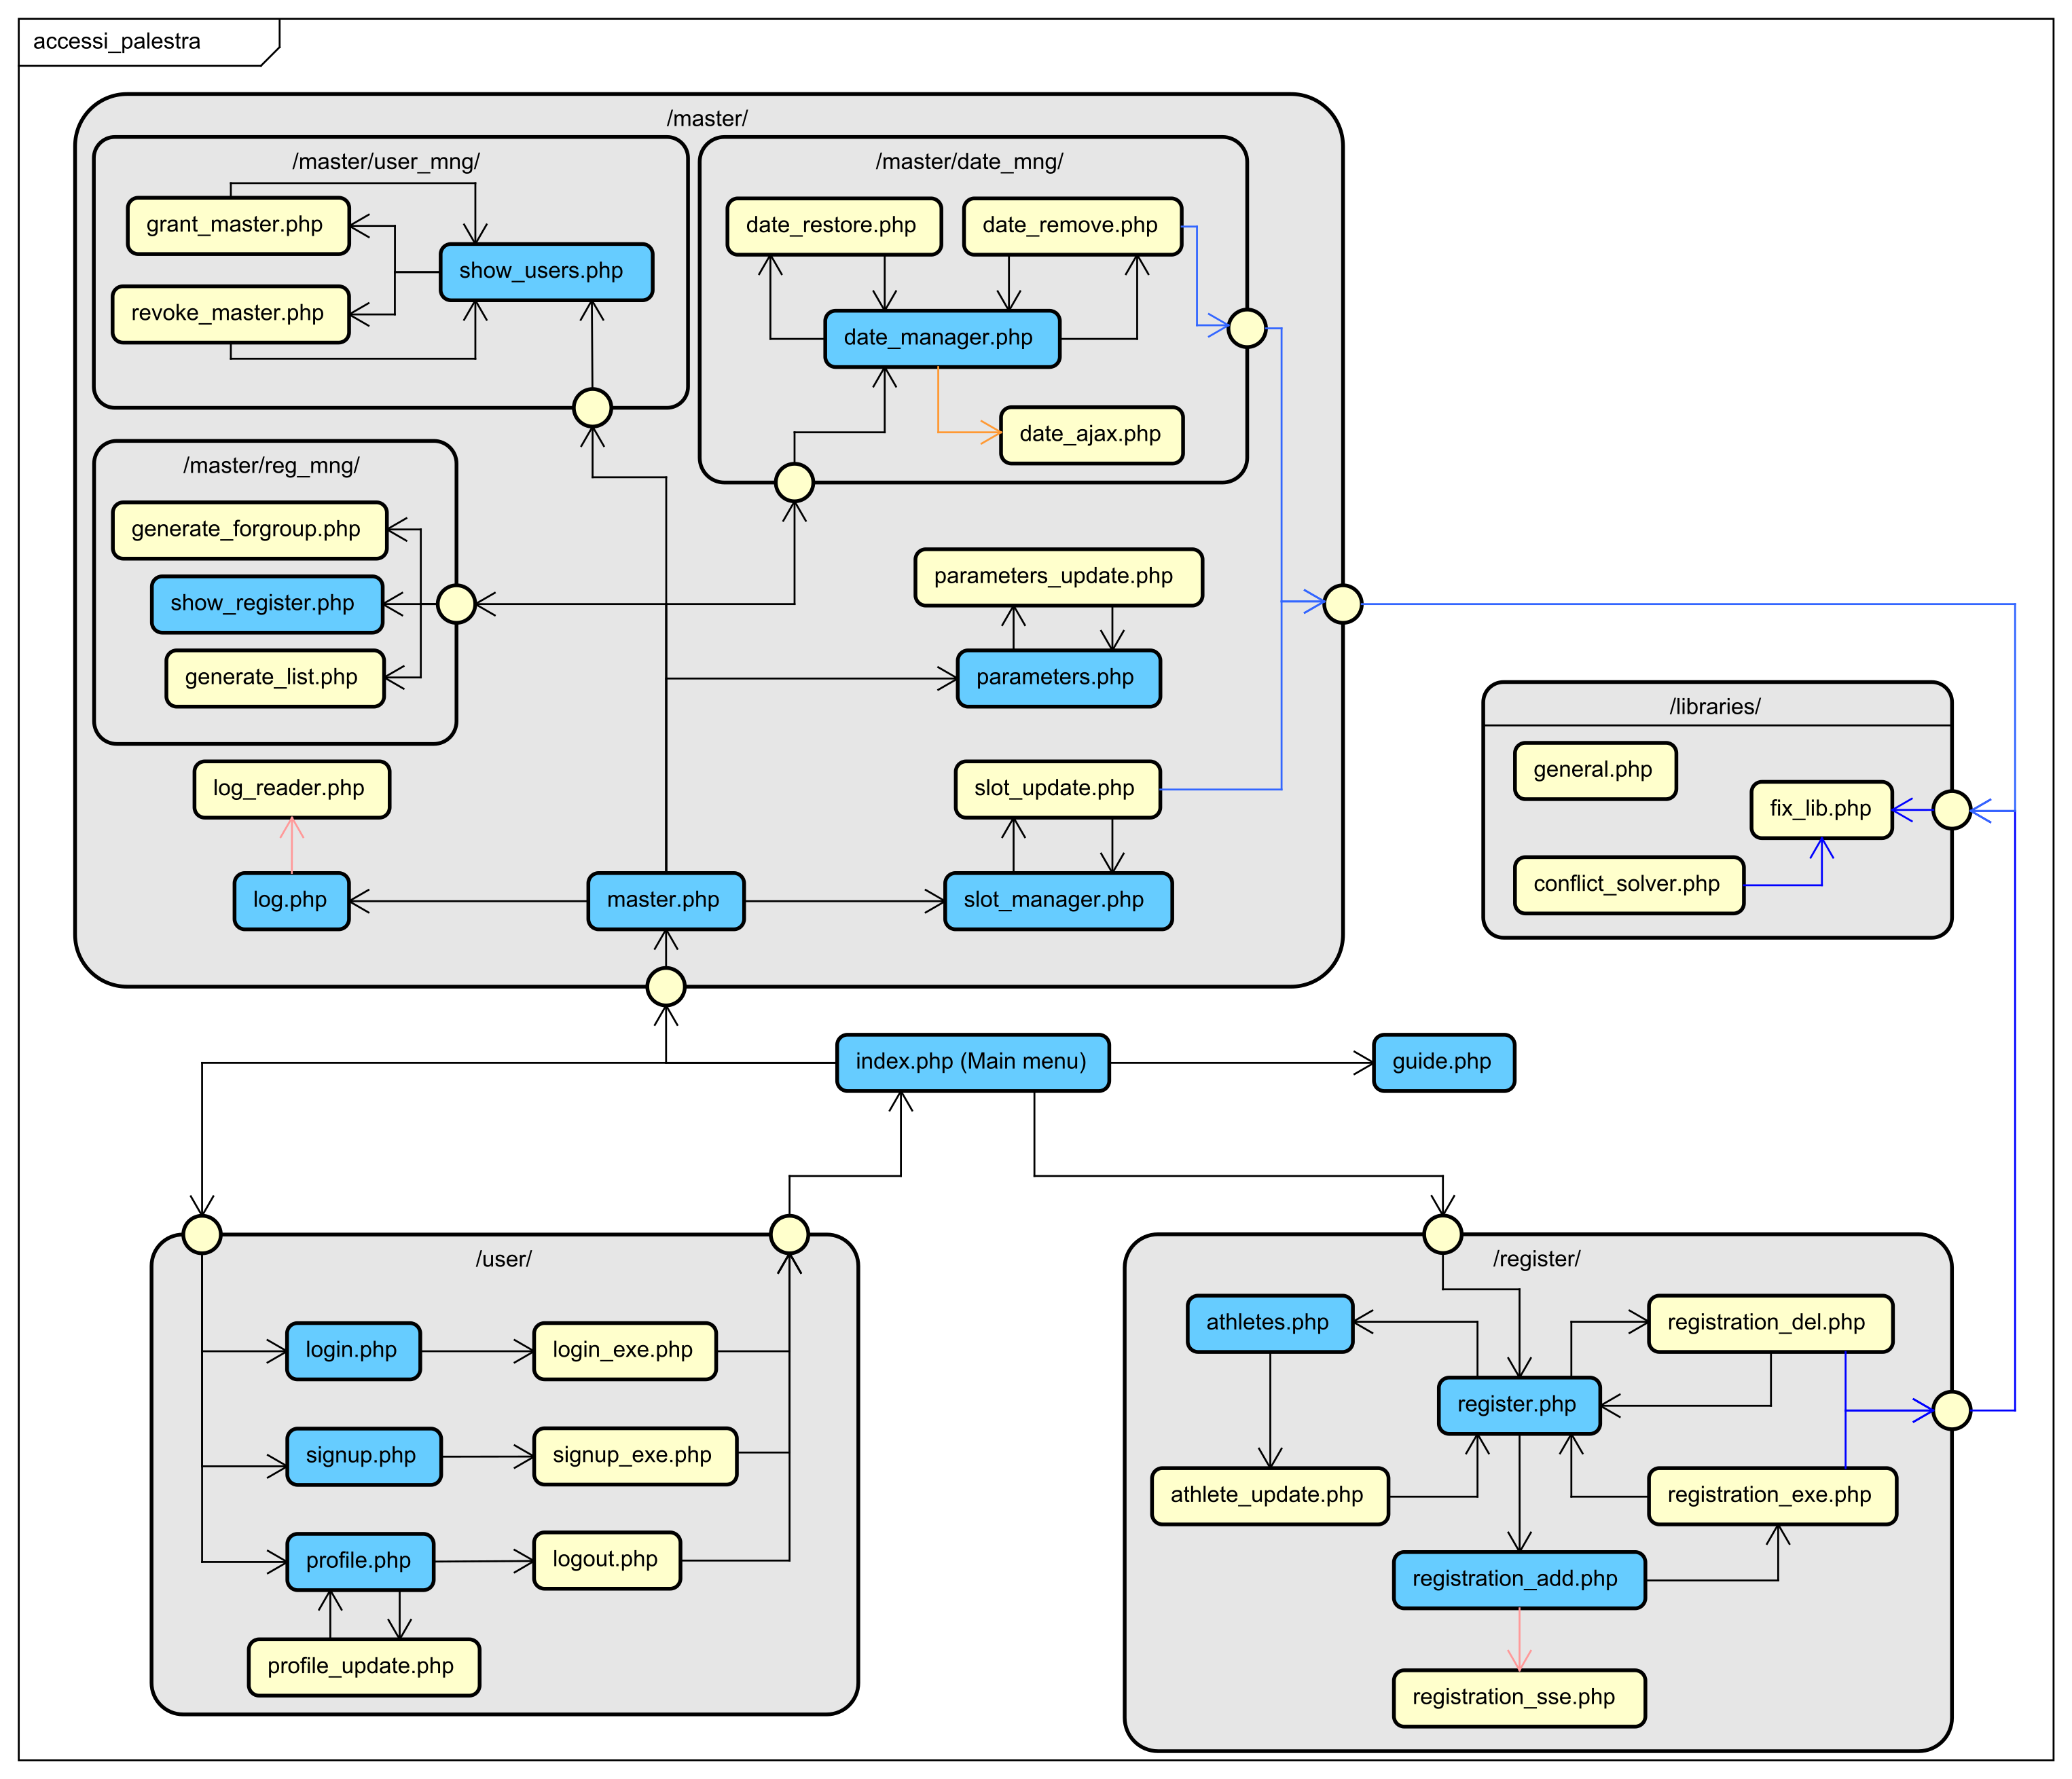 accessi_palestra
/master/
/master/user_mng/
grant_master.php
show_users.php
revoke_master.php
/master/date_mng/
date_restore.php
date_remove.php
date_manager.php
date_ajax.php
/master/reg_mng/
generate_forgroup.php
show_register.php
generate_list.php
parameters_update.php
parameters.php
log_reader.php
slot_update.php
log.php
master.php
slot_manager.php
/libraries/
general.php
fix_lib.php
conflict_solver.php
index.php (Main menu)
guide.php
/user/
login.php
login_exe.php
signup.php
signup_exe.php
profile.php
logout.php
profile_update.php
/register/
athletes.php
registration_del.php
register.php
athlete_update.php
registration_exe.php
registration_add.php
registration_sse.php